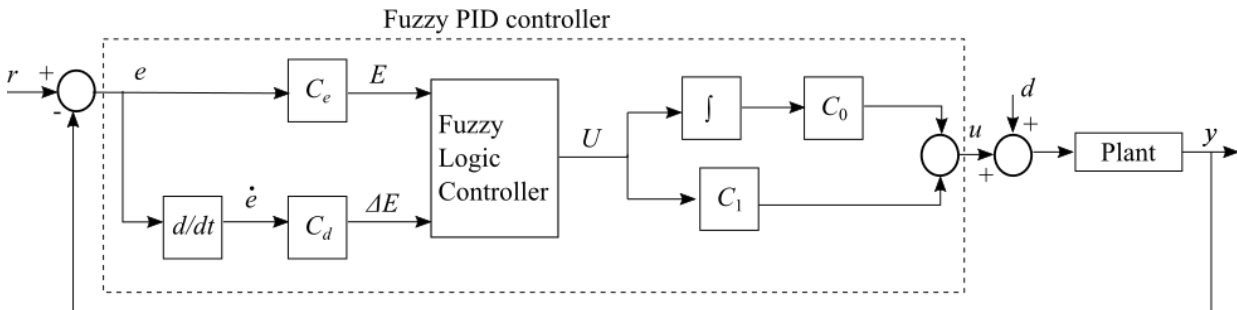 Fuzzy PID controller
r
+
-
e
C_e
E
Fuzzy
Logic
Controller
d/dt
ė
C_d
ΔE
U
∫
C_0
C_1
u
+
d
+
Plant
y